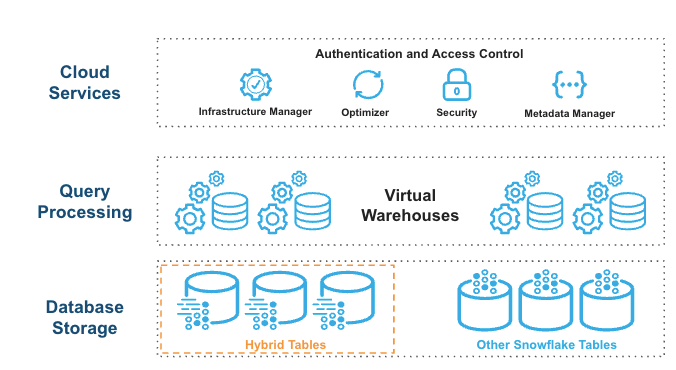 Cloud
Services
Authentication and Access Control
Infrastructure Manager
Optimizer
Security
Metadata Manager
Query
Processing
Virtual
Warehouses
Database
Storage
Hybrid Tables
Other Snowflake Tables